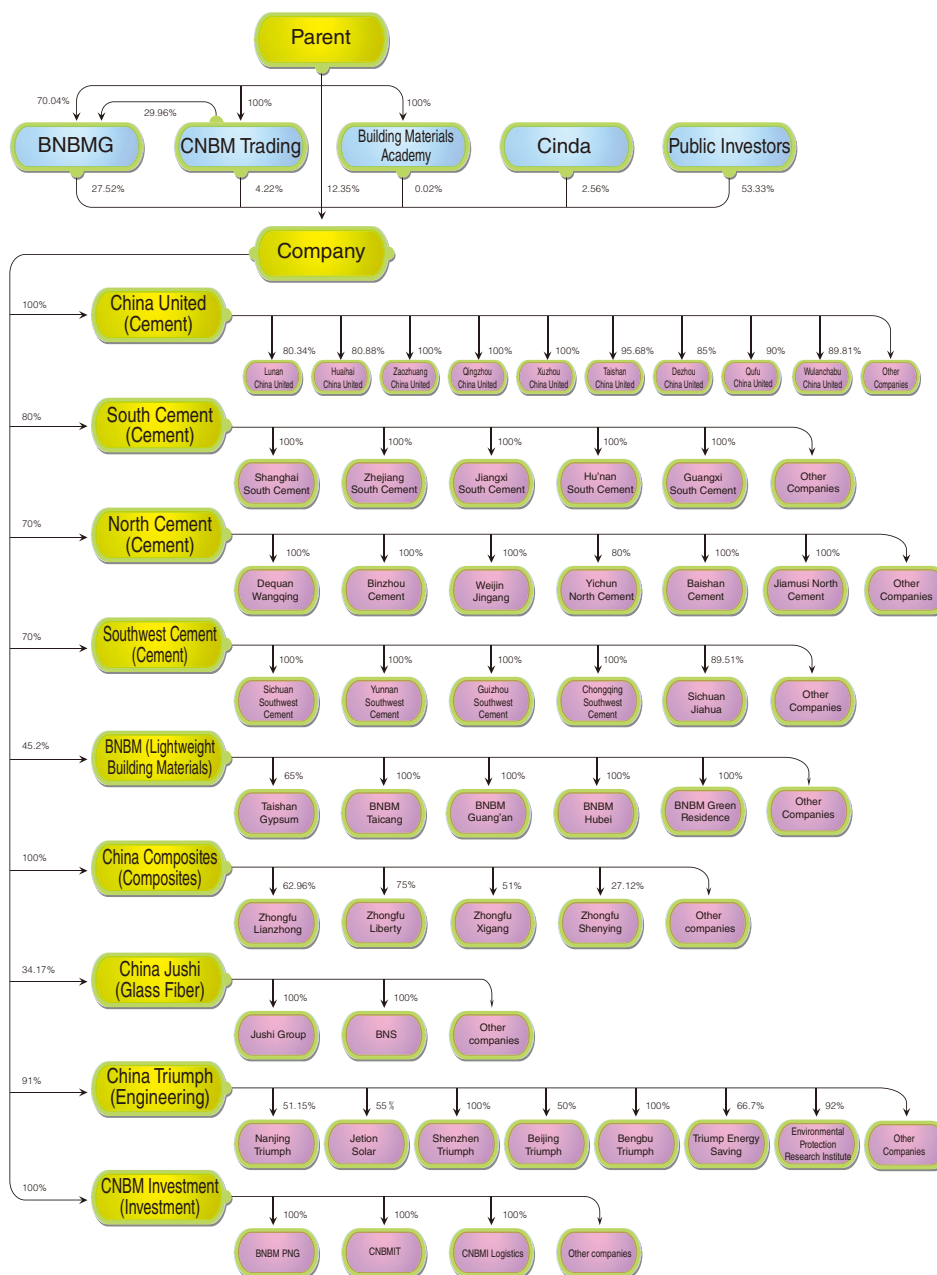 Parent
70.04%
29.96%
100%
100%
BNBMG
CNBM Trading
Building Materials
Academy
Cinda
Public Investors
27.52%
4.22%
12.35%
0.02%
2.56%
53.33%
Company
100%
China United
(Cement)
80.34%
80.88%
100%
100%
100%
95.68%
85%
90%
89.81%
Lunan
China United
Huaihai
China United
Zaozhuang
China United
Qingzhou
China United
Xuzhou
China United
Taishan
China United
Dezhou
China United
Qufu
China United
Wulanchabu
China United
Other
Companies
80%
South Cement
(Cement)
100%
100%
100%
100%
100%
Shanghai
South Cement
Zhejiang
South Cement
Jiangxi
South Cement
Hu'nan
South Cement
Guangxi
South Cement
Other
Companies
70%
North Cement
(Cement)
100%
100%
100%
80%
100%
100%
Dequan
Wangqing
Binzhou
Cement
Weijin
Jingang
Yichun
North Cement
Baishan
Cement
Jiamusi North
Cement
Other
Companies
70%
Southwest Cement
(Cement)
100%
100%
100%
100%
89.51%
Sichuan
Southwest
Cement
Yunnan
Southwest
Cement
Guizhou
Southwest
Cement
Chongqing
Southwest
Cement
Sichuan
Jiahua
Other
Companies
45.2%
BNBM (Lightweight
Building Materials)
65%
100%
100%
100%
100%
Taishan
Gypsum
BNBM
Taicang
BNBM
Guang'an
BNBM
Hubei
BNBM Green
Residence
Other
Companies
100%
China Composites
(Composites)
62.96%
75%
51%
27.12%
Zhongfu
Lianzhong
Zhongfu
Liberty
Zhongfu
Xigang
Zhongfu
Shenying
Other
companies
34.17%
China Jushi
(Glass Fiber)
100%
100%
Jushi Group
BNS
Other
companies
91%
China Triumph
(Engineering)
51.15%
55%
100%
50%
100%
66.7%
92%
Nanjing
Triumph
Jetion
Solar
Shenzhen
Triumph
Beijing
Triumph
Bengbu
Triumph
Triump Energy
Saving
Environmental
Protection
Research Institute
Other
Companies
100%
CNBM Investment
(Investment)
100%
100%
100%
BNBM PNG
CNBMIT
CNBMI Logistics
Other companies